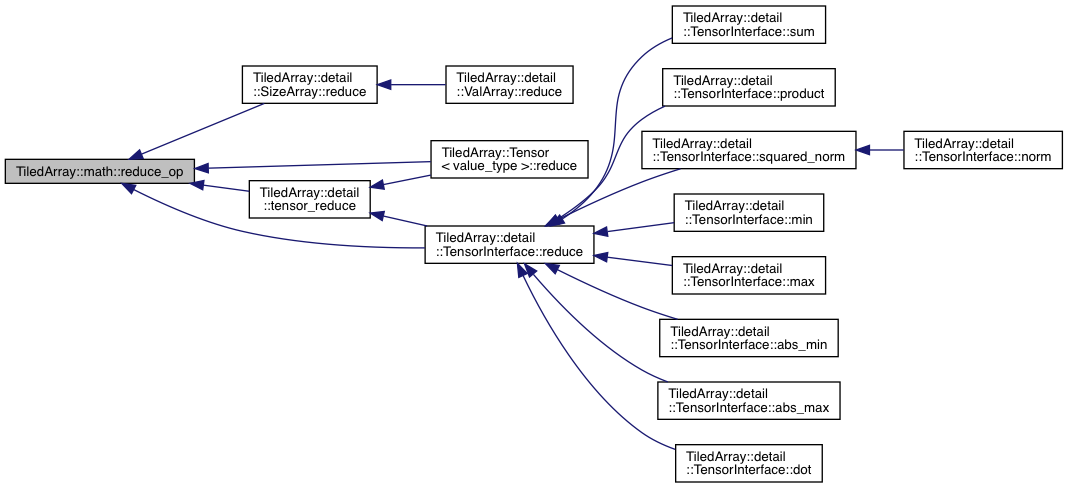 TiledArray::math::reduce_op
TiledArray::detail
::SizeArray::reduce
TiledArray::detail
::ValArray::reduce
TiledArray::Tensor
< value_type >::reduce
TiledArray::detail
::tensor_reduce
TiledArray::detail
::TensorInterface::reduce
TiledArray::detail
::TensorInterface::sum
TiledArray::detail
::TensorInterface::product
TiledArray::detail
::TensorInterface::squared_norm
TiledArray::detail
::TensorInterface::norm
TiledArray::detail
::TensorInterface::min
TiledArray::detail
::TensorInterface::max
TiledArray::detail
::TensorInterface::abs_min
TiledArray::detail
::TensorInterface::abs_max
TiledArray::detail
::TensorInterface::dot